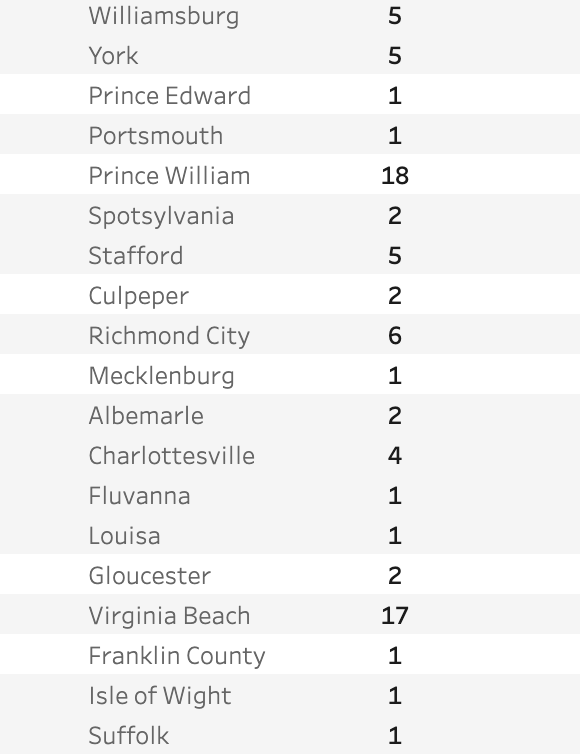 Williamsburg 5
York 5
Prince Edward 1
Portsmouth 1
Prince William 18
Spotsylvania 2
Stafford 5
Culpeper 2
Richmond City 6
Mecklenburg 1
Albemarle 2
Charlottesville 4
Fluvanna 1
Louisa 1
Gloucester 2
Virginia Beach 17
Franklin County 1
Isle of Wight 1
Suffolk 1